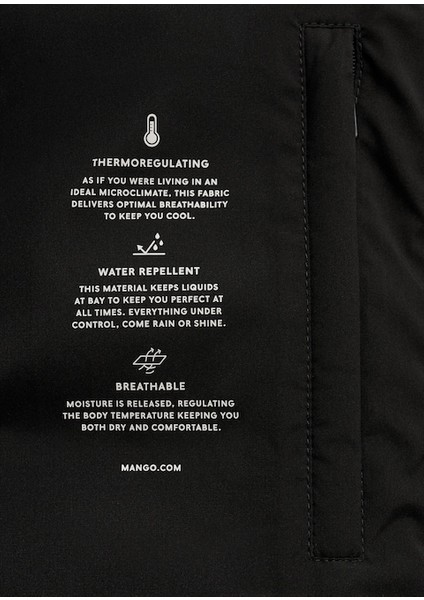 THERMOREGULATING
AS IF YOU WERE LIVING IN AN
IDEAL MICROCLIMATE, THIS FABRIC
DELIVERS OPTIMAL BREATHABILITY
TO KEEP YOU COOL.
WATER REPELLENT
THIS MATERIAL KEEPS LIQUIDS
AT BAY TO KEEP YOU PERFECT AT
ALL TIMES. EVERYTHING UNDER
CONTROL, COME RAIN OR SHINE.
BREATHABLE
MOISTURE IS RELEASED, REGULATING
THE BODY TEMPERATURE KEEPING YOU
BOTH DRY AND COMFORTABLE.
MANGO.COM